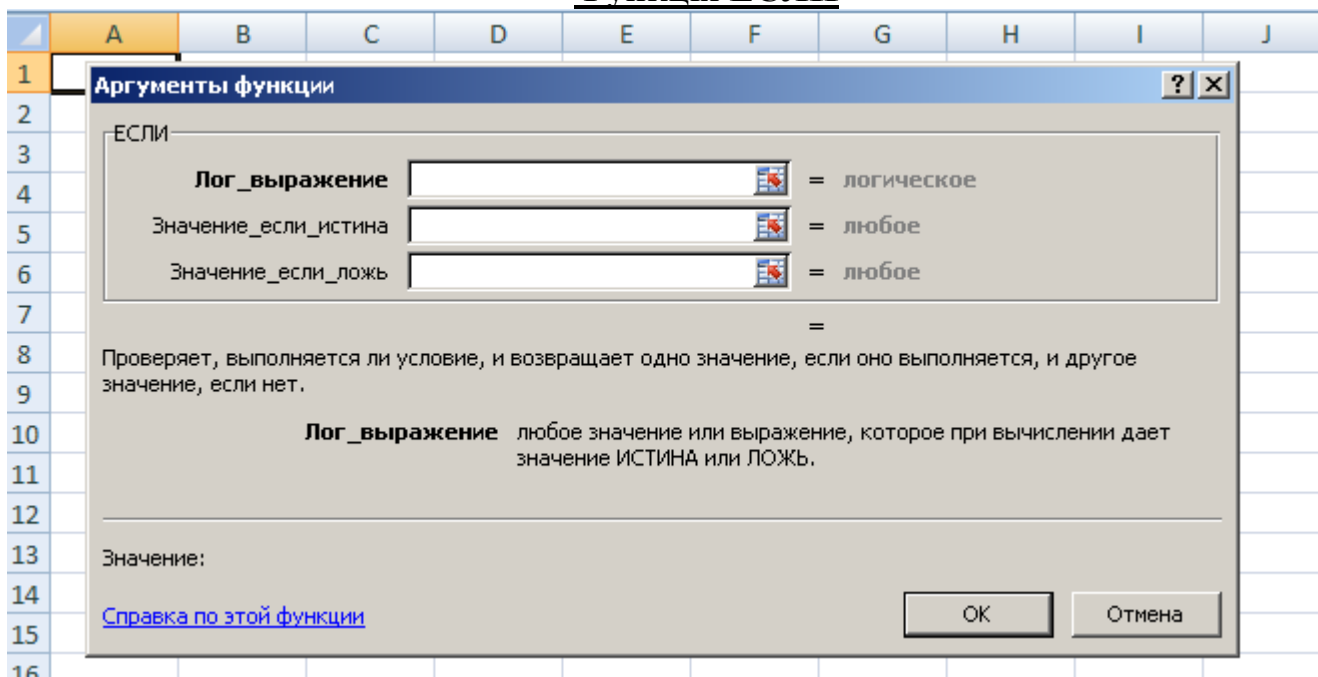 A B C D E F G H I J
1
Аргументы функции ? X
2
ЕСЛИ
3
Лог_выражение = логическое
4
Значение_если_истина = любое
5
Значение_если_ложь = любое
6
7
=
8
Проверяет, выполняется ли условие, и возвращает одно значение, если оно выполняется, и другое
значение, если нет.
9
10
Лог_выражение любое значение или выражение, которое при вычислении дает
значение ИСТИНА или ЛОЖЬ.
11
12
13
Значение:
14
Справка по этой функции OK Отмена
15
16